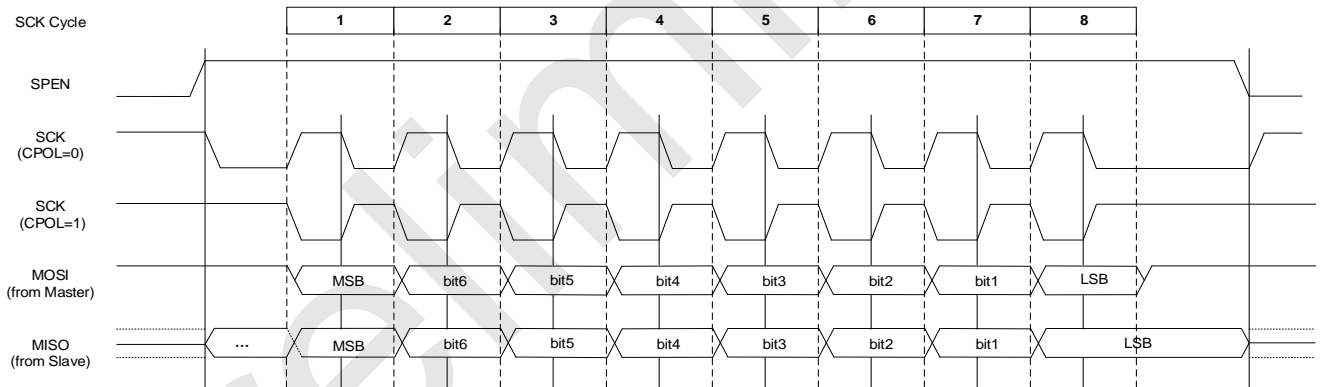 SCK Cycle 1 2 3 4 5 6 7 8
SPEN
SCK
(CPOL=0)
SCK
(CPOL=1)
MOSI
(from Master)
MSB bit6 bit5 bit4 bit3 bit2 bit1 LSB
MISO
(from Slave)
... MSB bit6 bit5 bit4 bit3 bit2 bit1 LSB